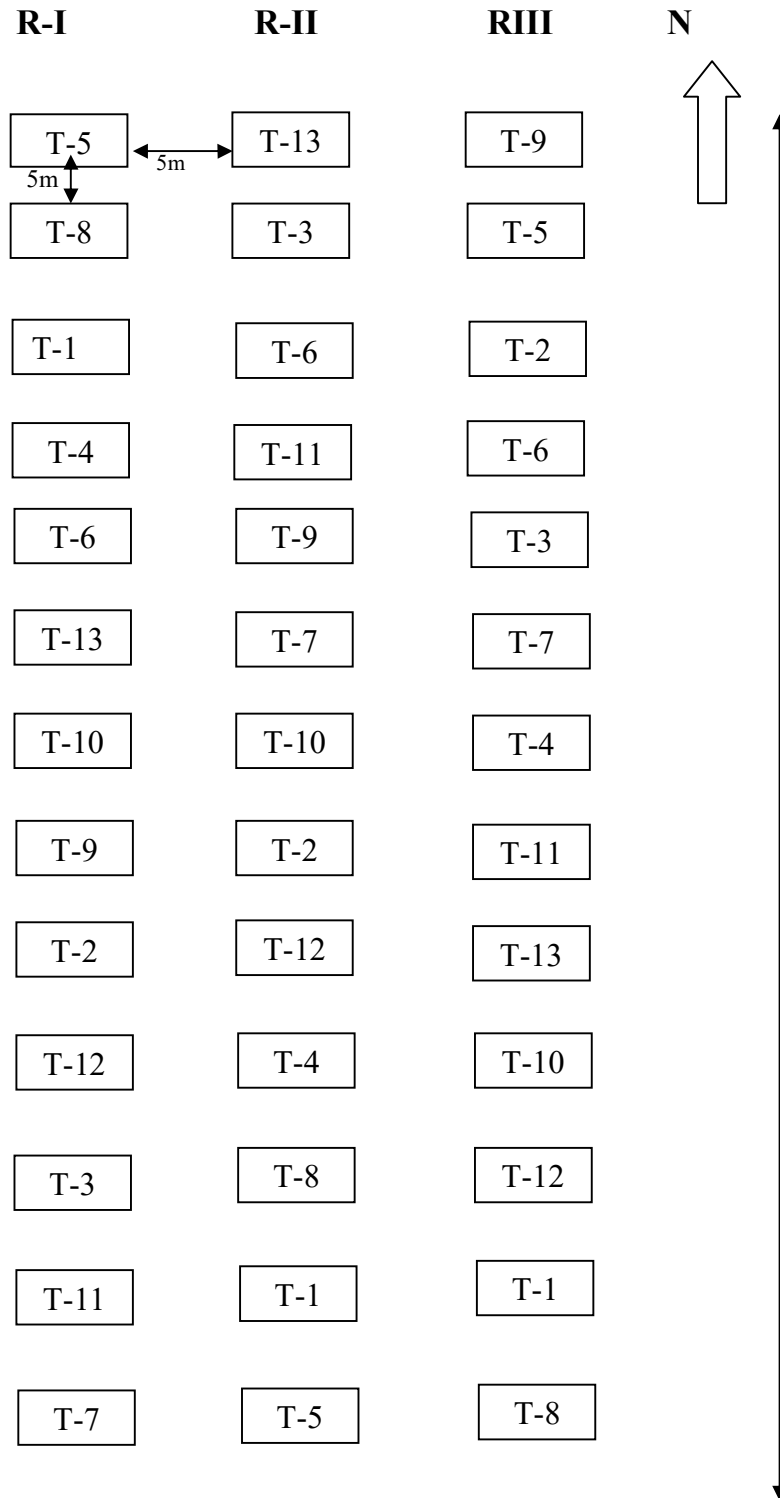 R-I R-II RIII N
T-5 T-13 T-9
5m
5m
T-8 T-3 T-5
T-1 T-6 T-2
T-4 T-11 T-6
T-6 T-9 T-3
T-13 T-7 T-7
T-10 T-10 T-4
T-9 T-2 T-11
T-2 T-12 T-13
T-12 T-4 T-10
T-3 T-8 T-12
T-11 T-1 T-1
T-7 T-5 T-8